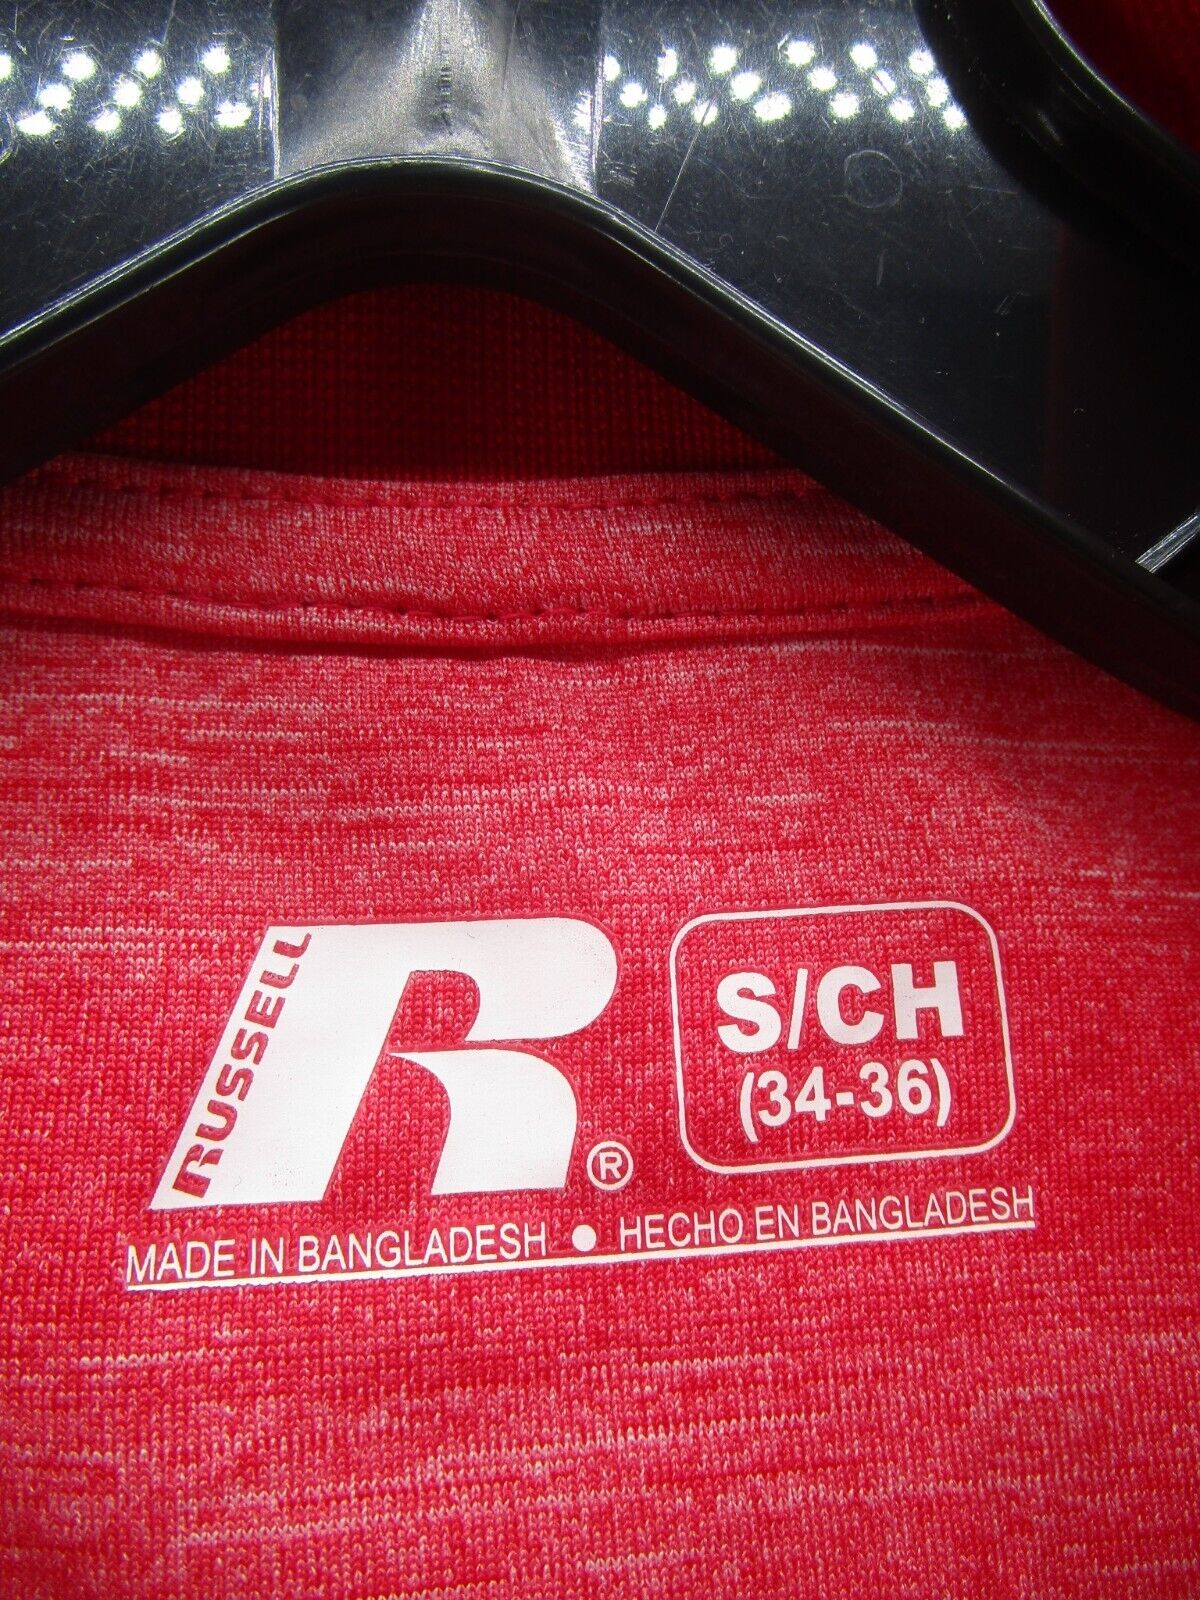 RUSSELL
R ®
S/CH
(34-36)
MADE IN BANGLADESH ● HECHO EN BANGLADESH